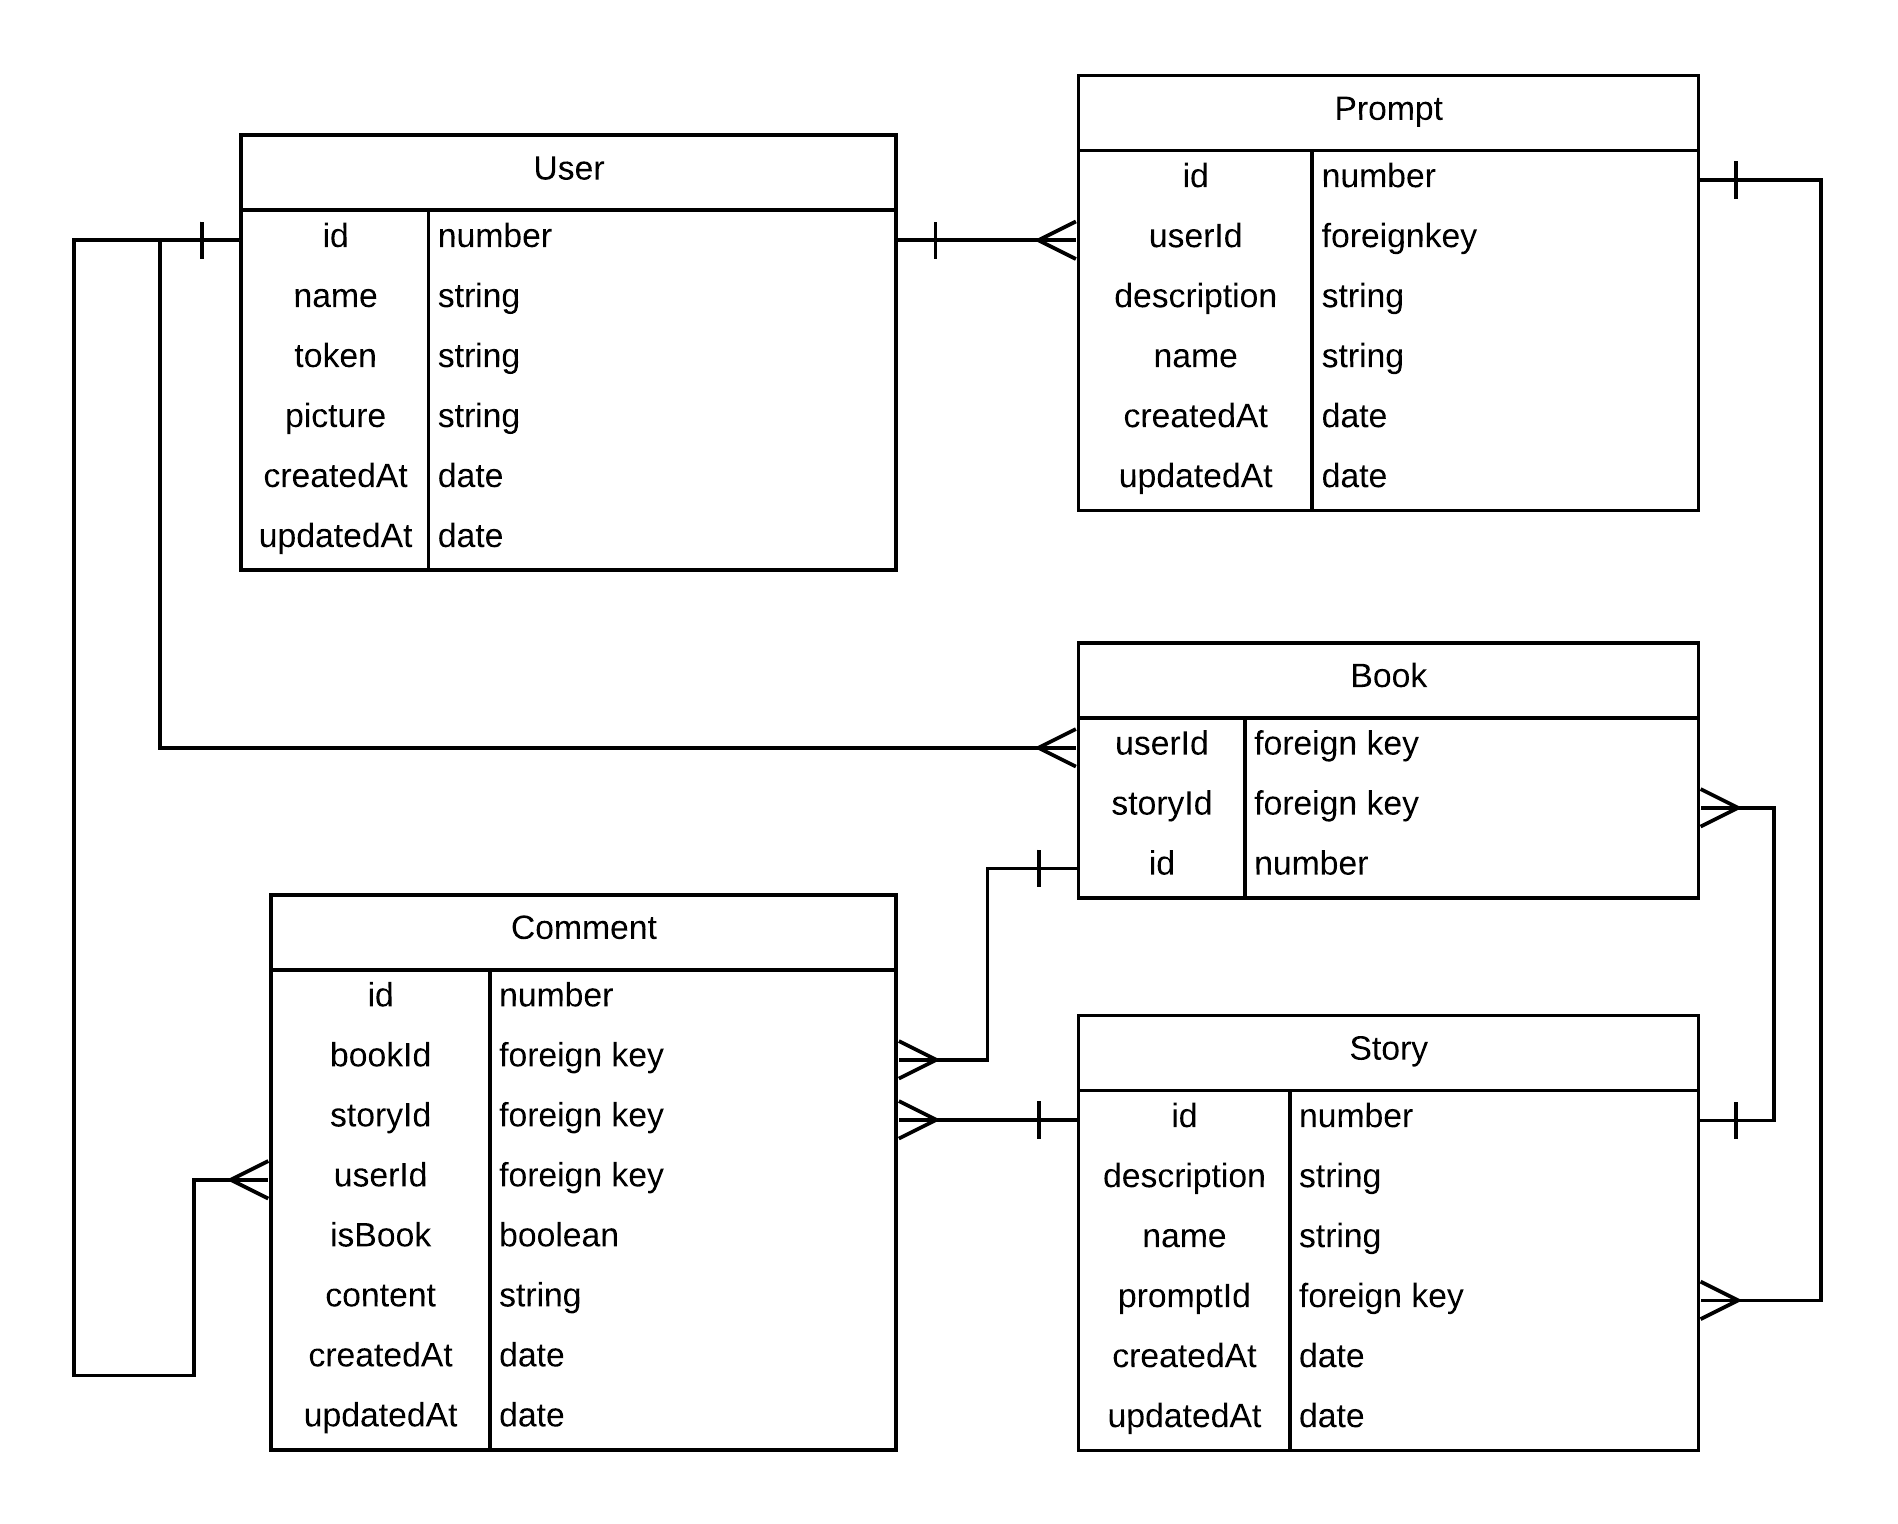 User
id number
name string
token string
picture string
createdAt date
updatedAt date
Prompt
id number
userId foreignkey
description string
name string
createdAt date
updatedAt date
Book
userId foreign key
storyId foreign key
id number
Comment
id number
bookId foreign key
storyId foreign key
userId foreign key
isBook boolean
content string
createdAt date
updatedAt date
Story
id number
description string
name string
promptId foreign key
createdAt date
updatedAt date